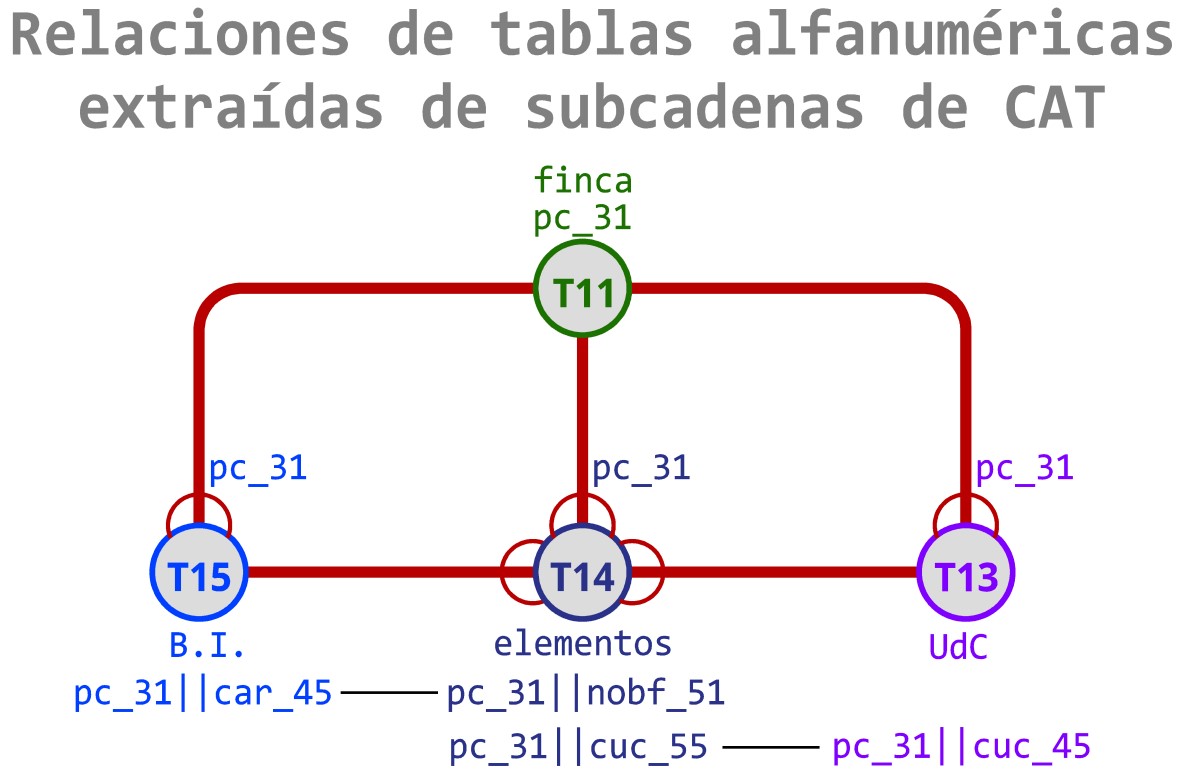 Relaciones de tablas alfanuméricas
extraídas de subcadenas de CAT
finca
pc_31
T11
pc_31
pc_31
pc_31
T15
T14
T13
B.I.
elementos
UdC
pc_31||car_45
pc_31||nobf_51
pc_31||cuc_55
pc_31||cuc_45